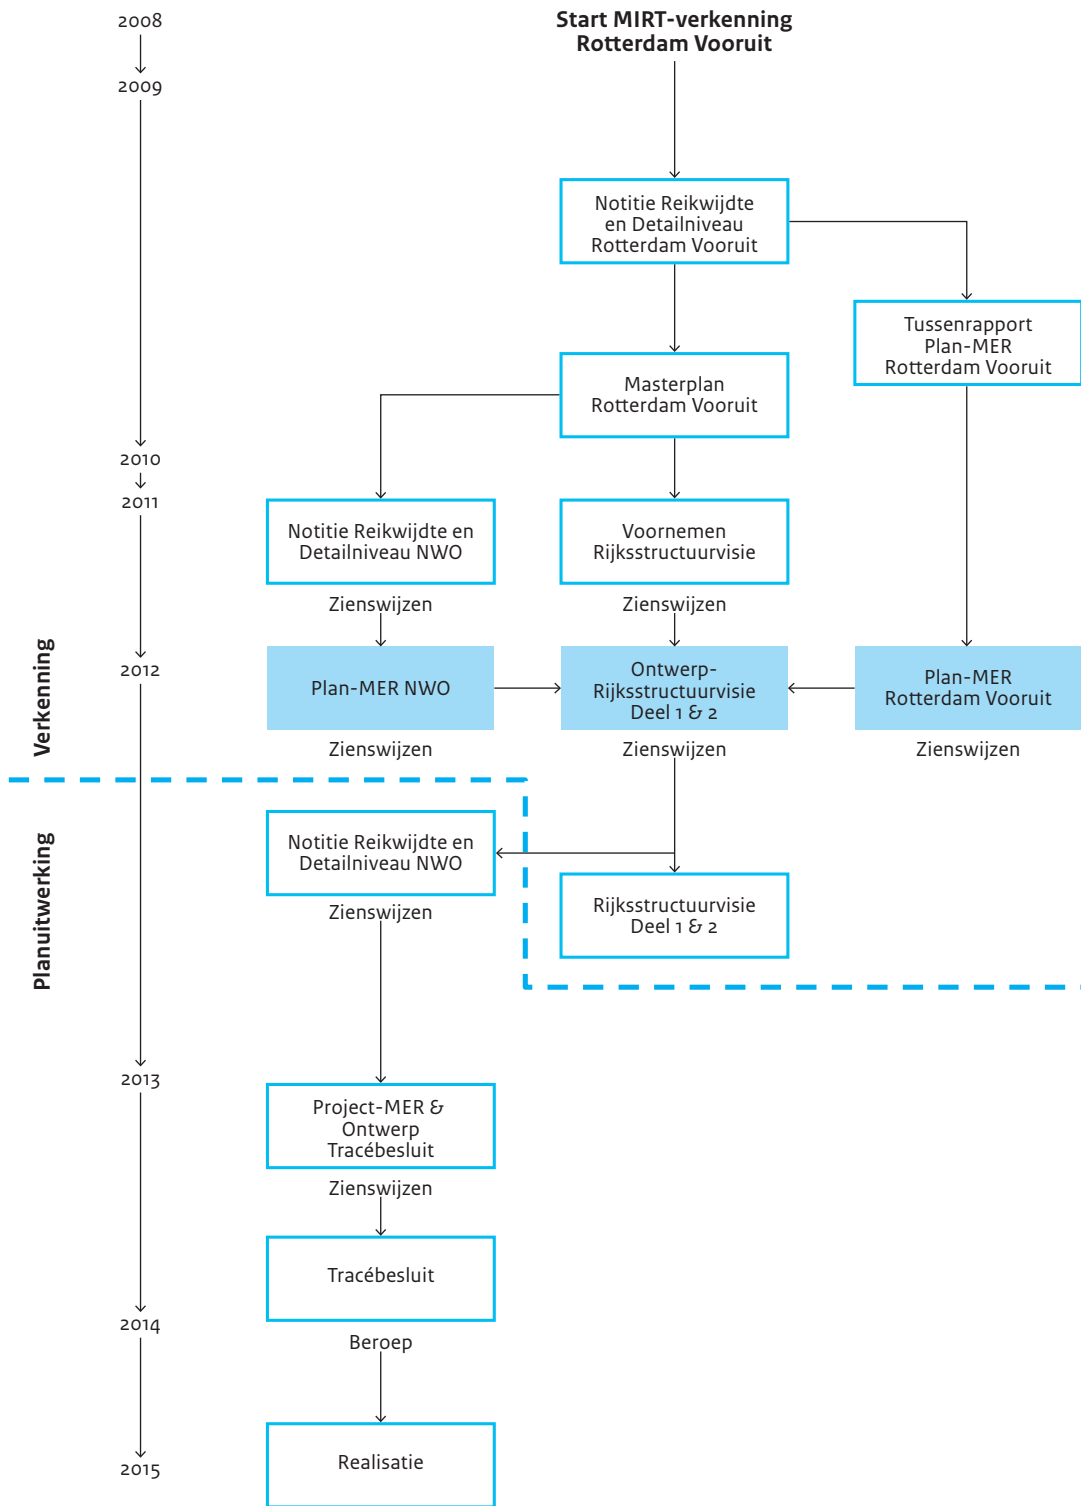 2008
Start MIRT-verkenning
Rotterdam Vooruit
2009
Notitie Reikwijdte
en Detailniveau
Rotterdam Vooruit
Tussenrapport
Plan-MER
Rotterdam Vooruit
Masterplan
Rotterdam Vooruit
2010
2011
Notitie Reikwijdte en
Detailniveau NWO
Zienswijzen
Voornemen
Rijksstructuurvisie
Zienswijzen
Verkenning
2012
Plan-MER NWO
Zienswijzen
Ontwerp-
Rijksstructuurvisie
Deel 1 & 2
Zienswijzen
Plan-MER
Rotterdam Vooruit
Zienswijzen
Planuitwerking
Notitie Reikwijdte en
Detailniveau NWO
Zienswijzen
Rijksstructuurvisie
Deel 1 & 2
2013
Project-MER &
Ontwerp
Tracébesluit
Zienswijzen
Tracébesluit
2014
Beroep
Realisatie
2015